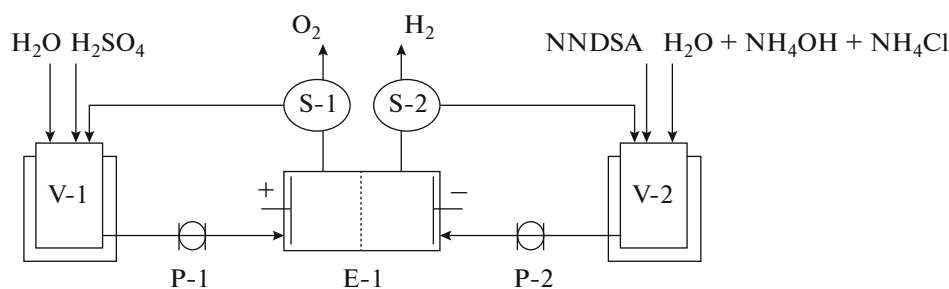 O₂ H₂
H₂O H₂SO₄ NNDSA H₂O + NH₄OH + NH₄Cl
S-1 S-2
V-1 + – V-2
P-1 E-1 P-2